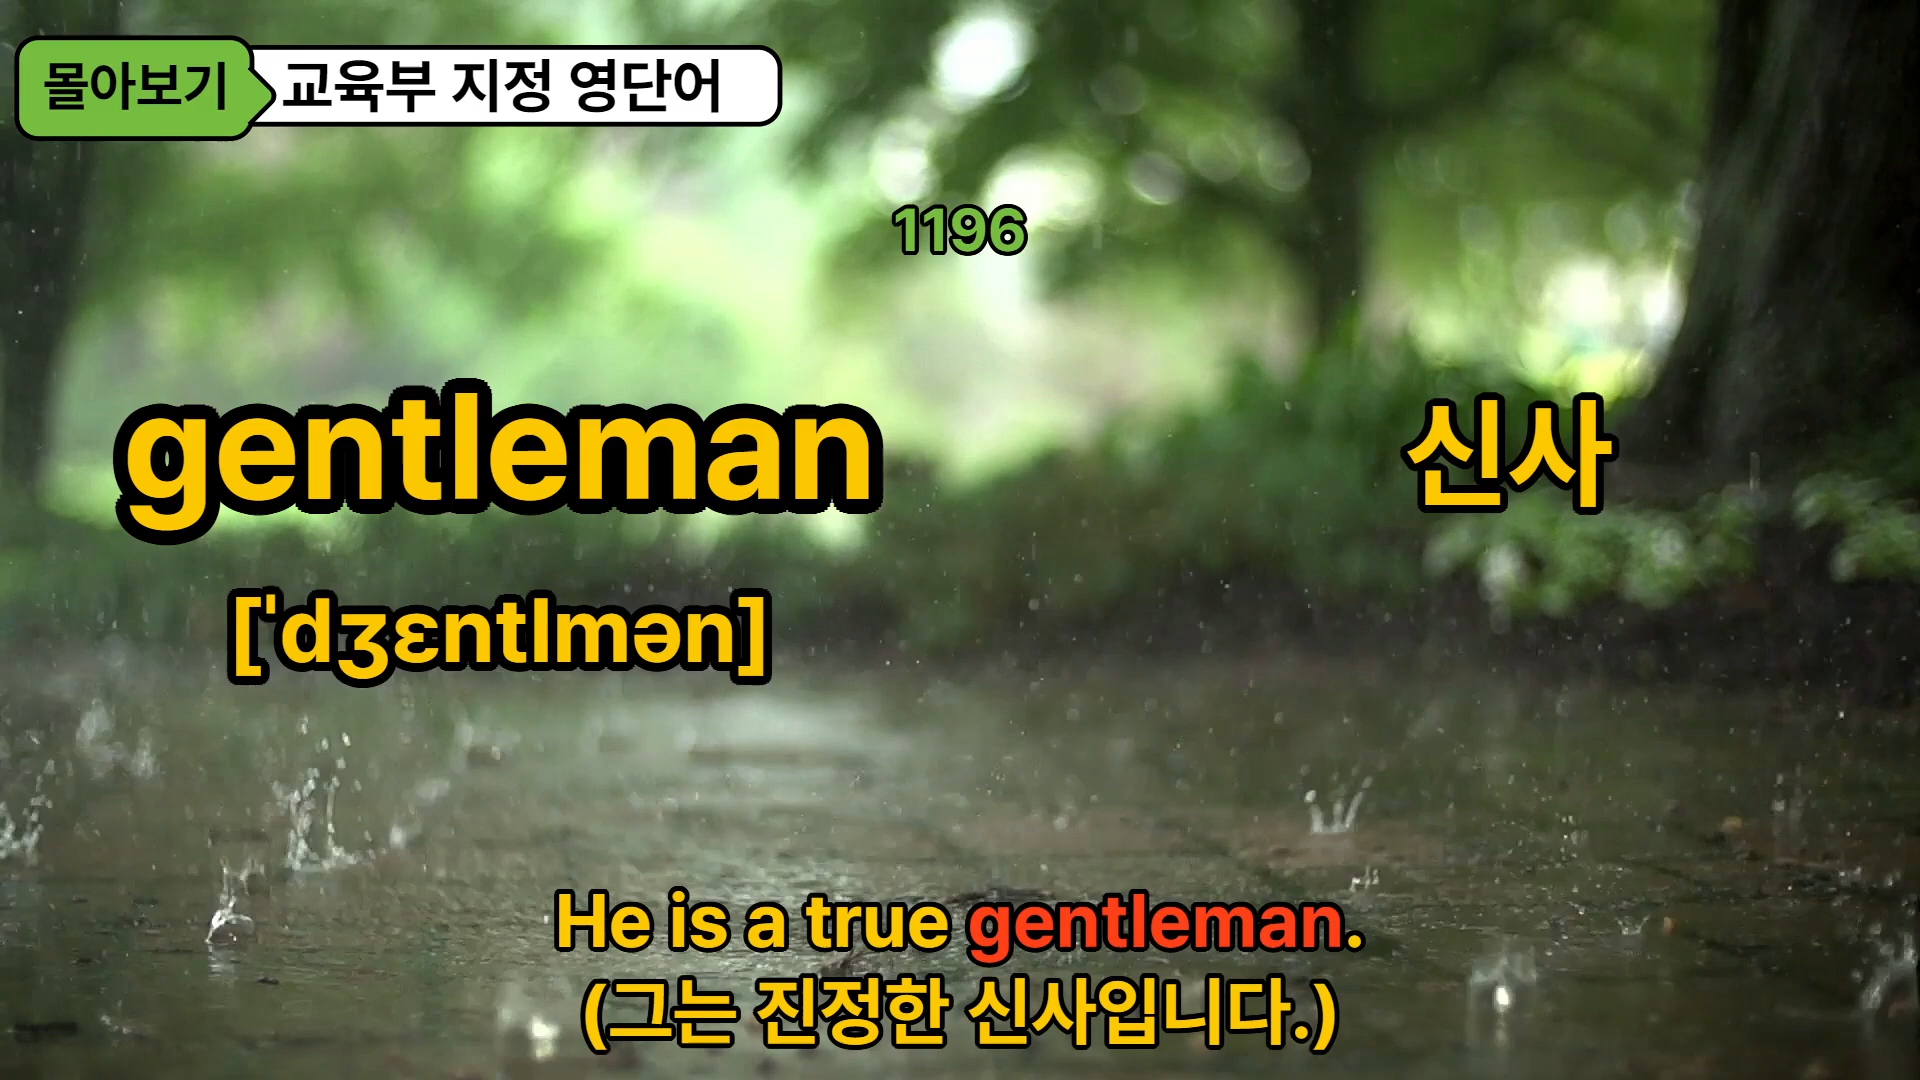 몰아보기 교육부 지정 영단어
1196
gentleman 신사
[ˈdʒɛntlmən]
He is a true gentleman.
(그는 진정한 신사입니다.)